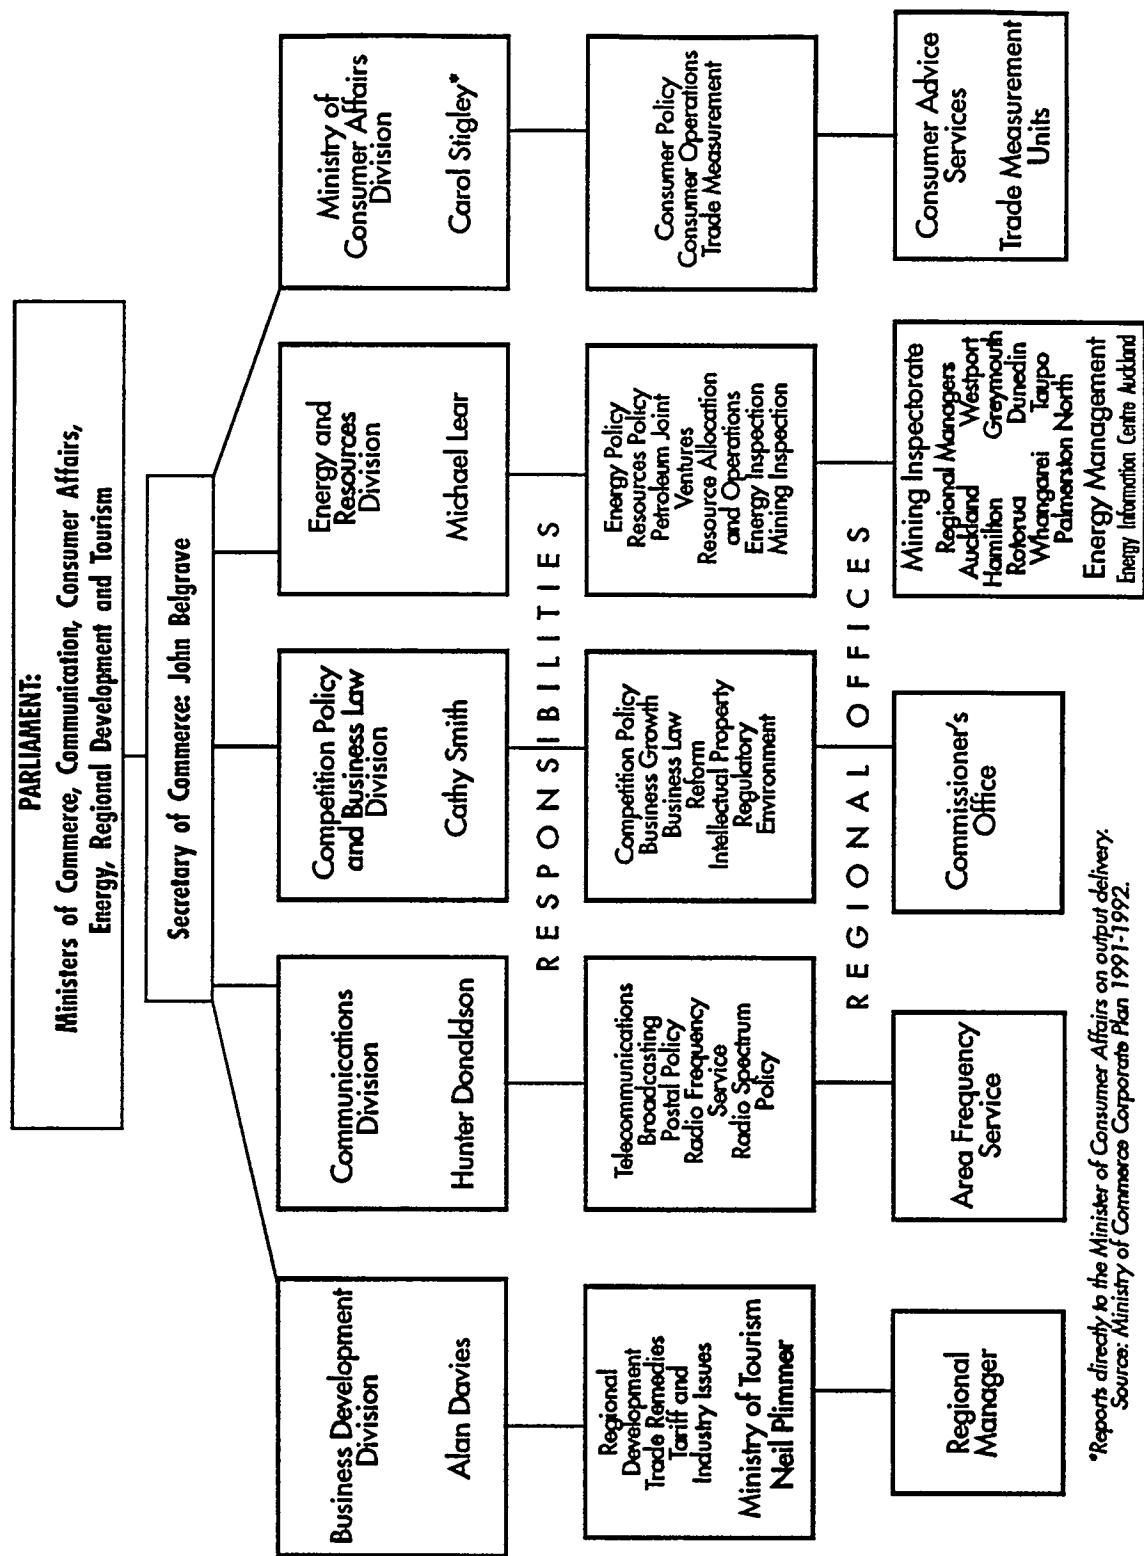 PARLIAMENT:
Ministers of Commerce, Communication, Consumer Affairs,
Energy, Regional Development and Tourism
Secretary of Commerce: John Belgrave
Business Development
Division
Alan Davies
Communications
Division
Hunter Donaldson
Competition Policy
and Business Law
Division
Cathy Smith
Energy and
Resources
Division
Michael Lear
Ministry of
Consumer Affairs
Division
Carol Stigley*
RESPONSIBILITIES
Regional
Development
Trade Remedies
Tariff and
Industry Issues
Ministry of Tourism
Neil Plimmer
Telecommunications
Broadcasting
Postal Policy
Radio Frequency
Service
Radio Spectrum
Policy
Competition Policy
Business Growth
Business Law
Reform
Intellectual Property
Regulatory
Environment
Energy Policy
Resources Policy
Petroleum Joint
Ventures
Resource Allocation
and Operations
Energy Inspection
Mining Inspection
Consumer Policy
Consumer Operations
Trade Measurement
REGIONAL OFFICES
Regional
Manager
Area Frequency
Service
Commissioner's
Office
Mining Inspectorate
Regional Managers
Auckland Westport
Hamilton Greymouth
Rotorua Dunedin
Whangarei Taupo
Palmerston North
Energy Management
Energy Information Centre Auckland
Consumer Advice
Services
Trade Measurement
Units
*Reports directly to the Minister of Consumer Affairs on output delivery.
Source: Ministry of Commerce Corporate Plan 1991-1992.